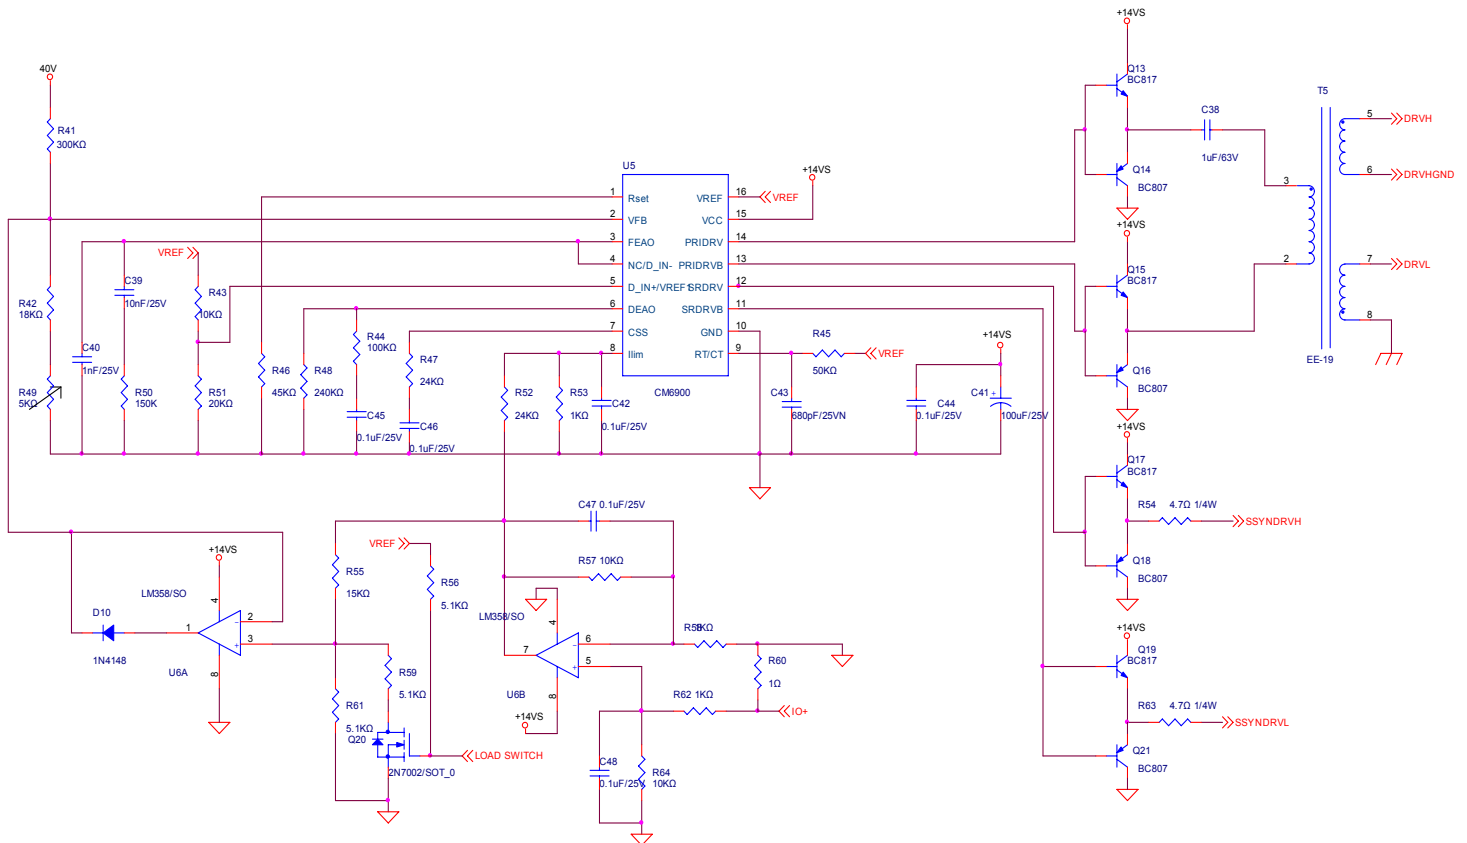 +14VS
40V
Q13
BC817
R41
300KΩ
C38
1uF/63V
T5
5
DRVH
Q14
BC807
6
DRVHGND
U5
+14VS
1
Rset
VREF
16
VREF
2
VFB
VCC
15
3
FEAO
PRIDRV
14
4
NC/D_IN-
PRIDRVB
13
5
D_IN+/VREF
SRDRV
12
6
DEAO
SRDRVB
11
7
CSS
GND
10
8
Ilim
RT/CT
9
CM6900
3
2
+14VS
Q15
BC817
7
DRVL
8
EE-19
Q16
BC807
VREF
C39
10nF/25V
R43
10KΩ
R42
18KΩ
C40
1nF/25V
R49
5KΩ
R50
150K
R51
20KΩ
R46
45KΩ
R48
240KΩ
R44
100KΩ
R47
24KΩ
C45
0.1uF/25V
C46
0.1uF/25V
R52
24KΩ
R53
1KΩ
C42
0.1uF/25V
R45
50KΩ
VREF
+14VS
C43
680pF/25VN
C44
0.1uF/25V
C41
+
100uF/25V
+14VS
Q17
BC817
R54
4.7Ω 1/4W
SSYNDRVH
Q18
BC807
C47 0.1uF/25V
VREF
R57 10KΩ
R55
15KΩ
R56
5.1KΩ
+14VS
LM358/SO
4
2
3
1
8
U6A
D10
1N4148
LM358/SO
4
6
5
7
8
U6B
+14VS
R60
1Ω
R62 1KΩ
IO+
R59
5.1KΩ
R61
5.1KΩ
Q20
2N7002/SOT_0
LOAD SWITCH
C48
0.1uF/25V
R64
10KΩ
+14VS
Q19
BC817
R63
4.7Ω 1/4W
SSYNDRVL
Q21
BC807